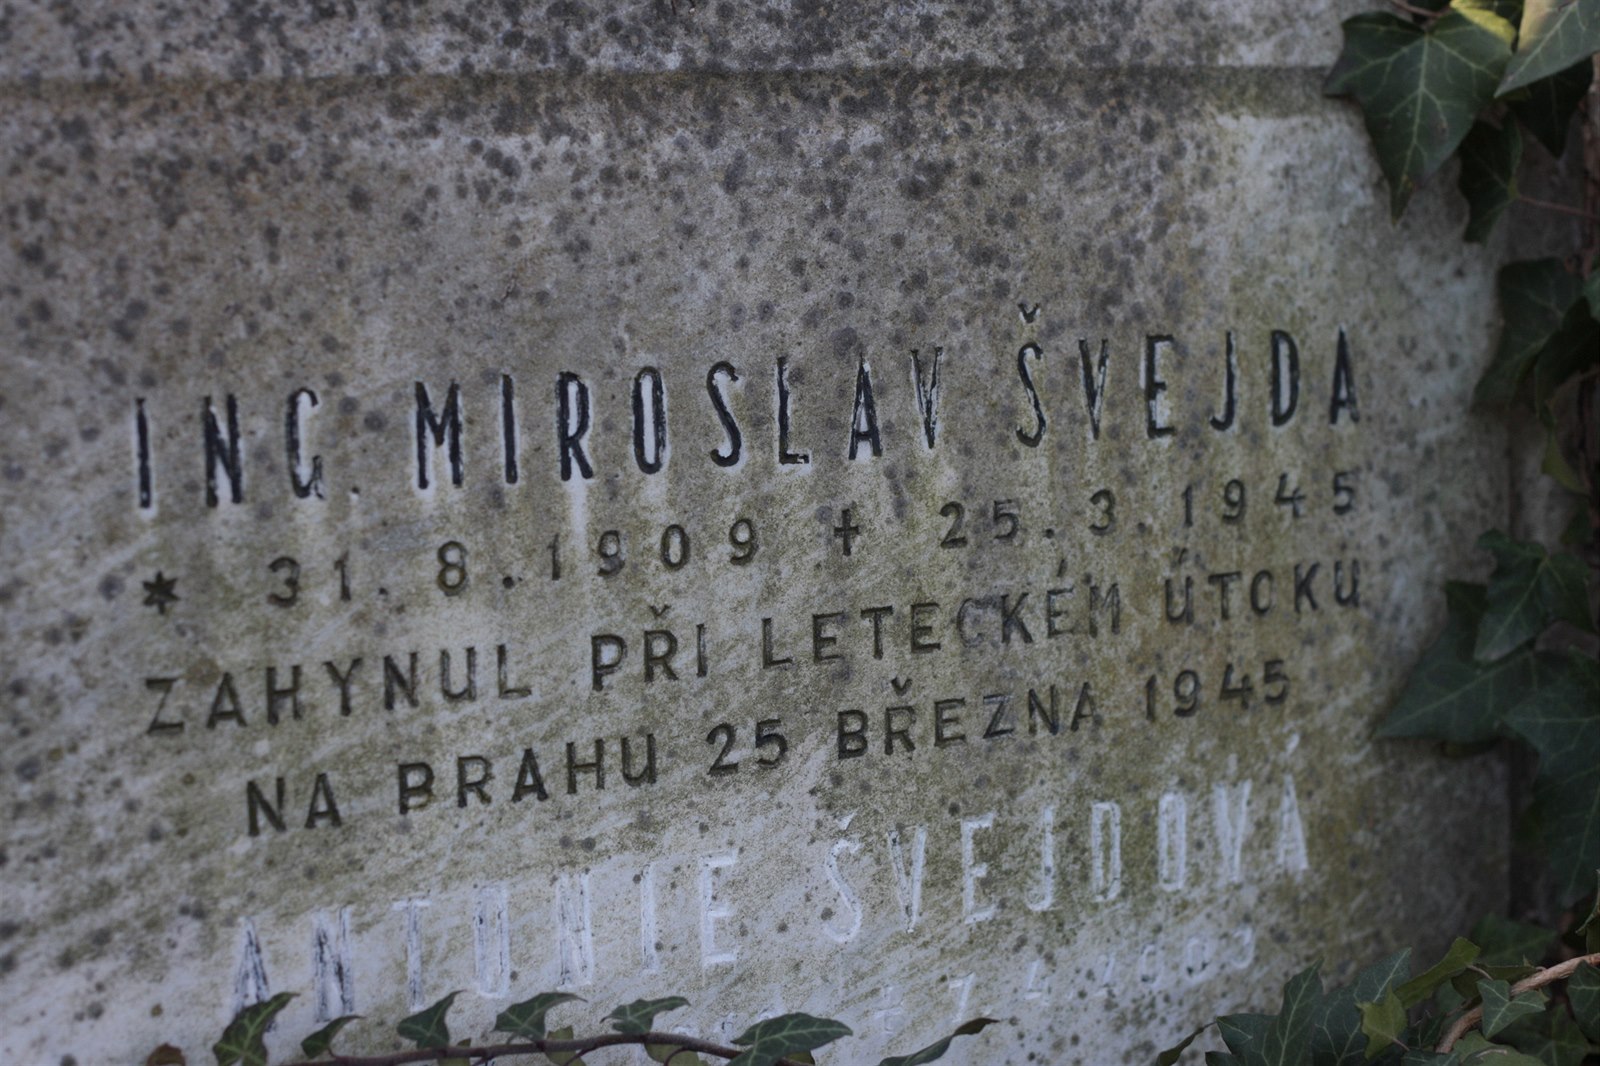 ING. MIROSLAV ŠVEJDA
* 31. 8. 1909 † 25. 3. 1945
ZAHYNUL PŘI LETECKÉM ÚTOKU
NA BRAHU 25 BŘEZNA 1945
ANTONIE ŠVEJDOVÁ